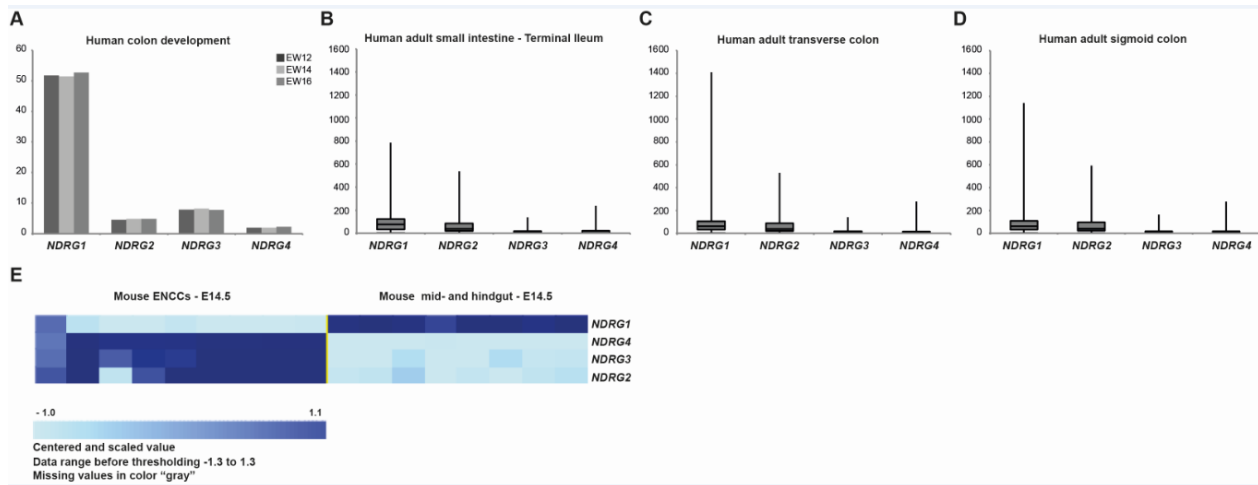 A
Human colon development
60
50
40
30
20
10
0
EW12
EW14
EW16
NDRG1 NDRG2 NDRG3 NDRG4
B
Human adult small intestine - Terminal Ileum
1600
1400
1200
1000
800
600
400
200
0
NDRG1 NDRG2 NDRG3 NDRG4
C
Human adult transverse colon
1600
1400
1200
1000
800
600
400
200
0
NDRG1 NDRG2 NDRG3 NDRG4
D
Human adult sigmoid colon
1600
1400
1200
1000
800
600
400
200
0
NDRG1 NDRG2 NDRG3 NDRG4
E
Mouse ENCCs - E14.5 Mouse mid- and hindgut - E14.5
NDRG1
NDRG4
NDRG3
NDRG2
- 1.0 1.1
Centered and scaled value
Data range before thresholding -1.3 to 1.3
Missing values in color “gray”